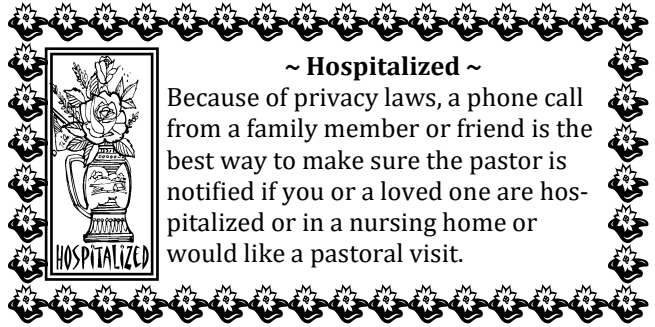 ~ Hospitalized ~
Because of privacy laws, a phone call
from a family member or friend is the
best way to make sure the pastor is
notified if you or a loved one are hos-
pitalized or in a nursing home or
would like a pastoral visit.
HOSPITALIZED